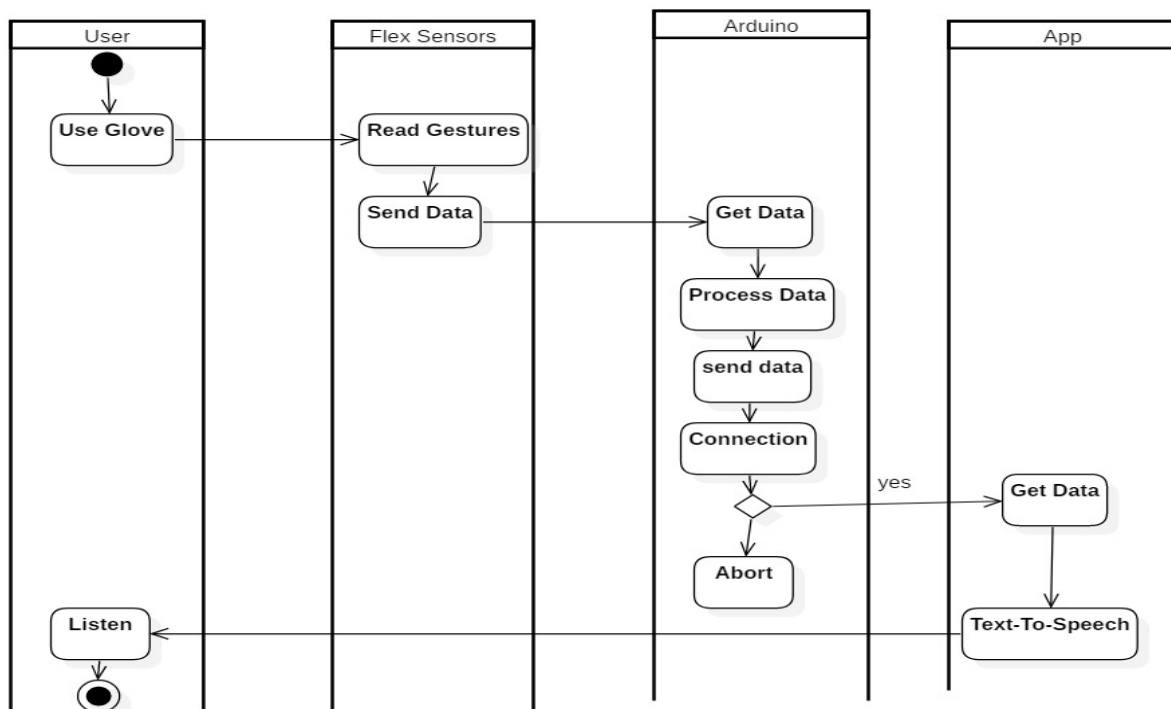 User
Flex Sensors
Arduino
App
Use Glove
Read Gestures
Send Data
Get Data
Process Data
send data
Connection
yes
Get Data
Abort
Listen
Text-To-Speech